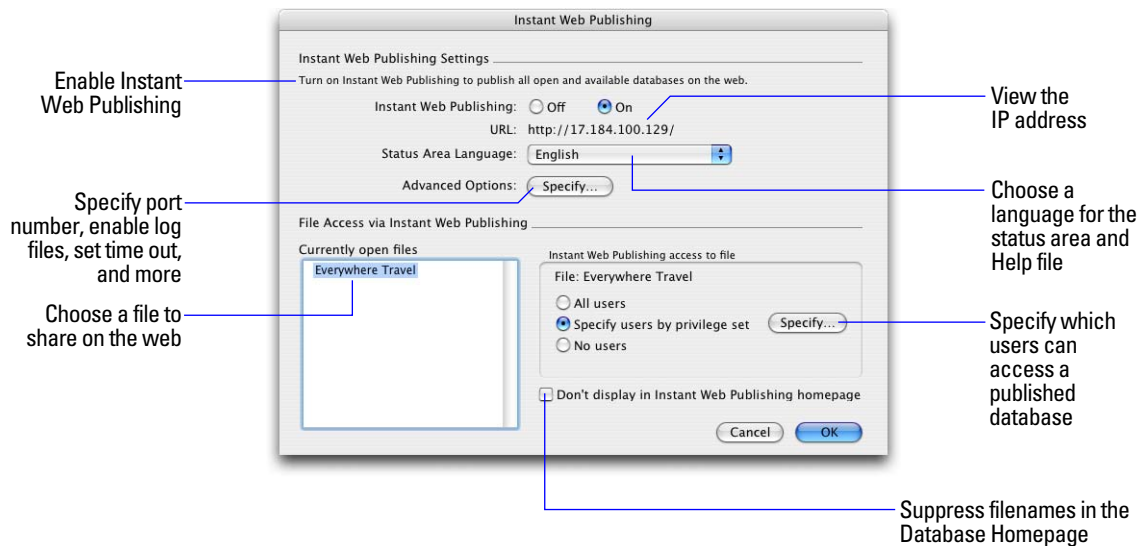 Instant Web Publishing
Instant Web Publishing Settings
Turn on Instant Web Publishing to publish all open and available databases on the web.
Instant Web Publishing: Off On
URL: http://17.184.100.129/
Status Area Language: English
Advanced Options: Specify...
File Access via Instant Web Publishing
Currently open files
Everywhere Travel
Instant Web Publishing access to file
File: Everywhere Travel
All users
Specify users by privilege set Specify...
No users
Don't display in Instant Web Publishing homepage
Cancel OK
Enable Instant
Web Publishing
Specify port
number, enable log
files, set time out,
and more
Choose a file to
share on the web
View the
IP address
Choose a
language for the
status area and
Help file
Specify which
users can
access a
published
database
Suppress filenames in the
Database Homepage